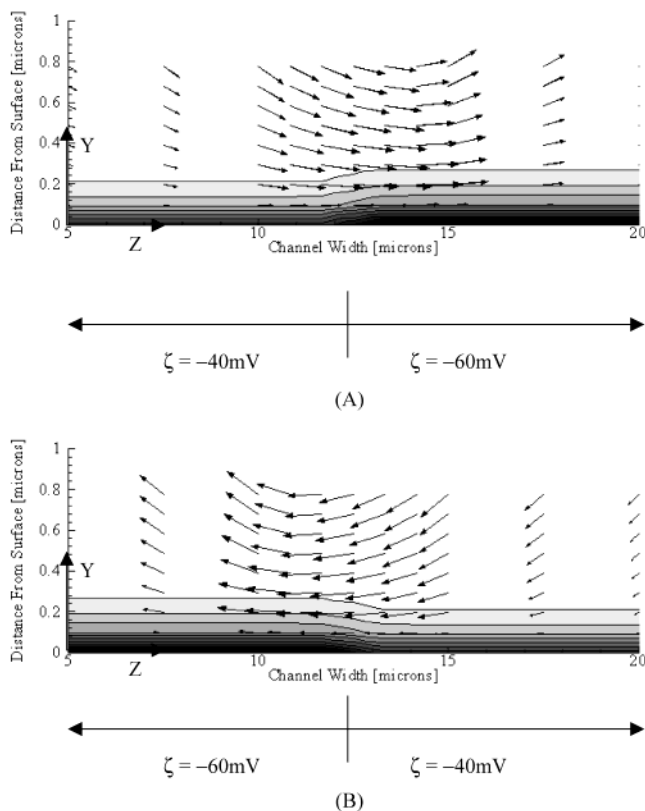 1
0.8
0.6
0.4
0.2
0
Distance From Surface [microns]
Y
Z
5
10
15
20
Channel Width [microns]
ζ = −40mV
ζ = −60mV
(A)
1
0.8
0.6
0.4
0.2
0
Distance From Surface [microns]
Y
Z
5
10
15
20
Channel Width [microns]
ζ = −60mV
ζ = −40mV
(B)